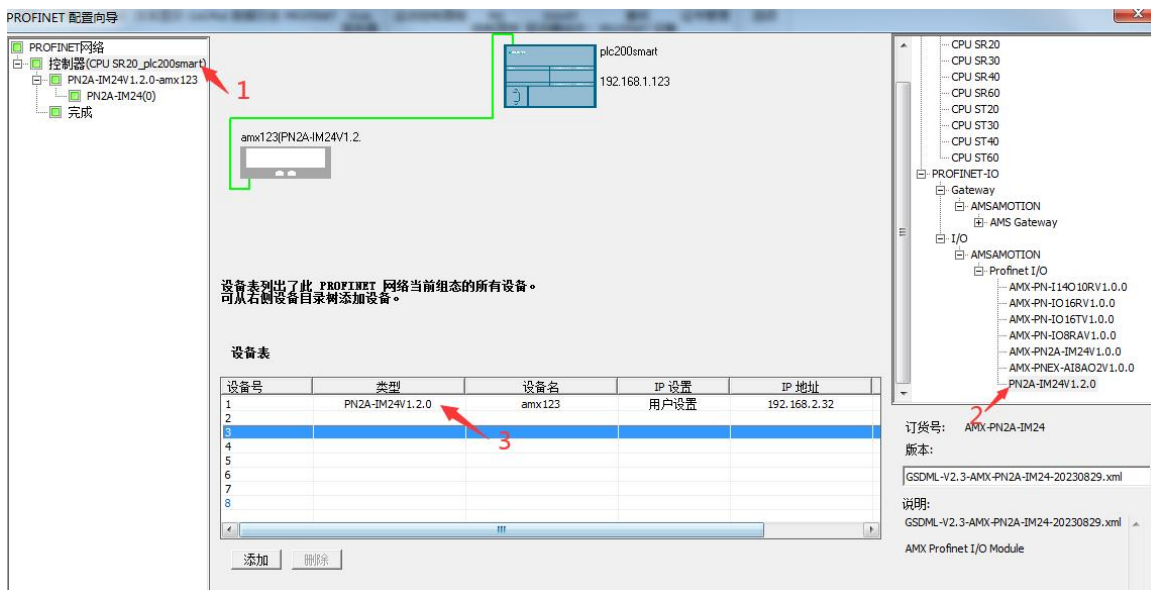 PROFINET 配置向导
PROFINET网络
控制器(CPU SR20_plc200smart)
PN2A-IM24V1.2.0-amx123
PN2A-IM24(0)
完成
1
plc200smart
192.168.1.123
amx123(PN2A-IM24V1.2.
设备表列出了此 PROFINET 网络当前组态的所有设备。
可从右侧设备目录树添加设备。
设备表
设备号 类型 设备名 IP 设置 IP 地址
1 PN2A-IM24V1.2.0 amx123 用户设置 192.168.2.32
2
3
4
5
6
7
8
3
添加 删除
CPU SR20
CPU SR30
CPU SR40
CPU SR60
CPU ST20
CPU ST30
CPU ST40
CPU ST60
PROFINET-IO
Gateway
AMSAMOTION
AMS Gateway
I/O
AMSAMOTION
Profinet I/O
AMX-PN-I14O10RV1.0.0
AMX-PN-IO16RV1.0.0
AMX-PN-IO16TV1.0.0
AMX-PN-IO8RAV1.0.0
AMX-PN2A-IM24V1.0.0
AMX-PNEX-AI8AO2V1.0.0
PN2A-IM24V1.2.0
2
订货号: AMX-PN2A-IM24
版本:
GSDML-V2.3-AMX-PN2A-IM24-20230829.xml
说明:
GSDML-V2.3-AMX-PN2A-IM24-20230829.xml
AMX Profinet I/O Module